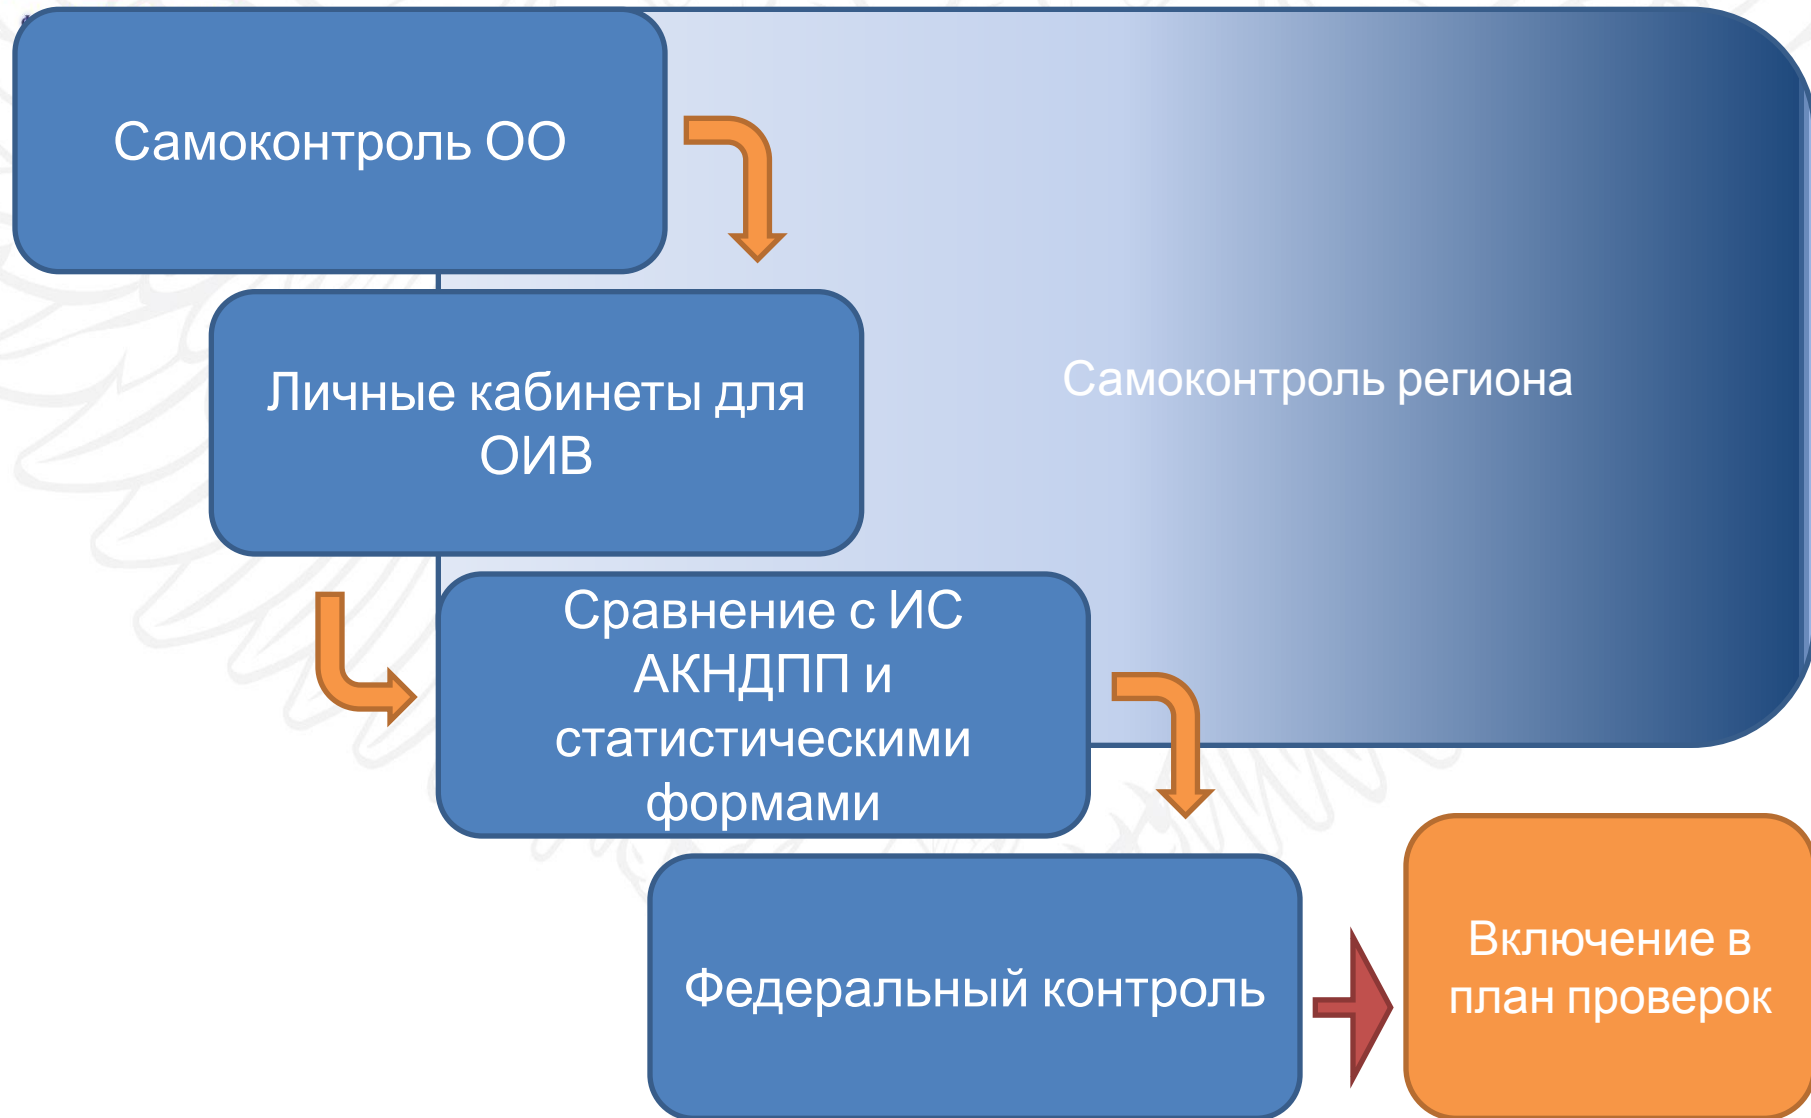 Самоконтроль ОО
Личные кабинеты для
ОИВ
Самоконтроль региона
Сравнение с ИС
АКНДПП и
статистическими
формами
Федеральный контроль
Включение в
план проверок